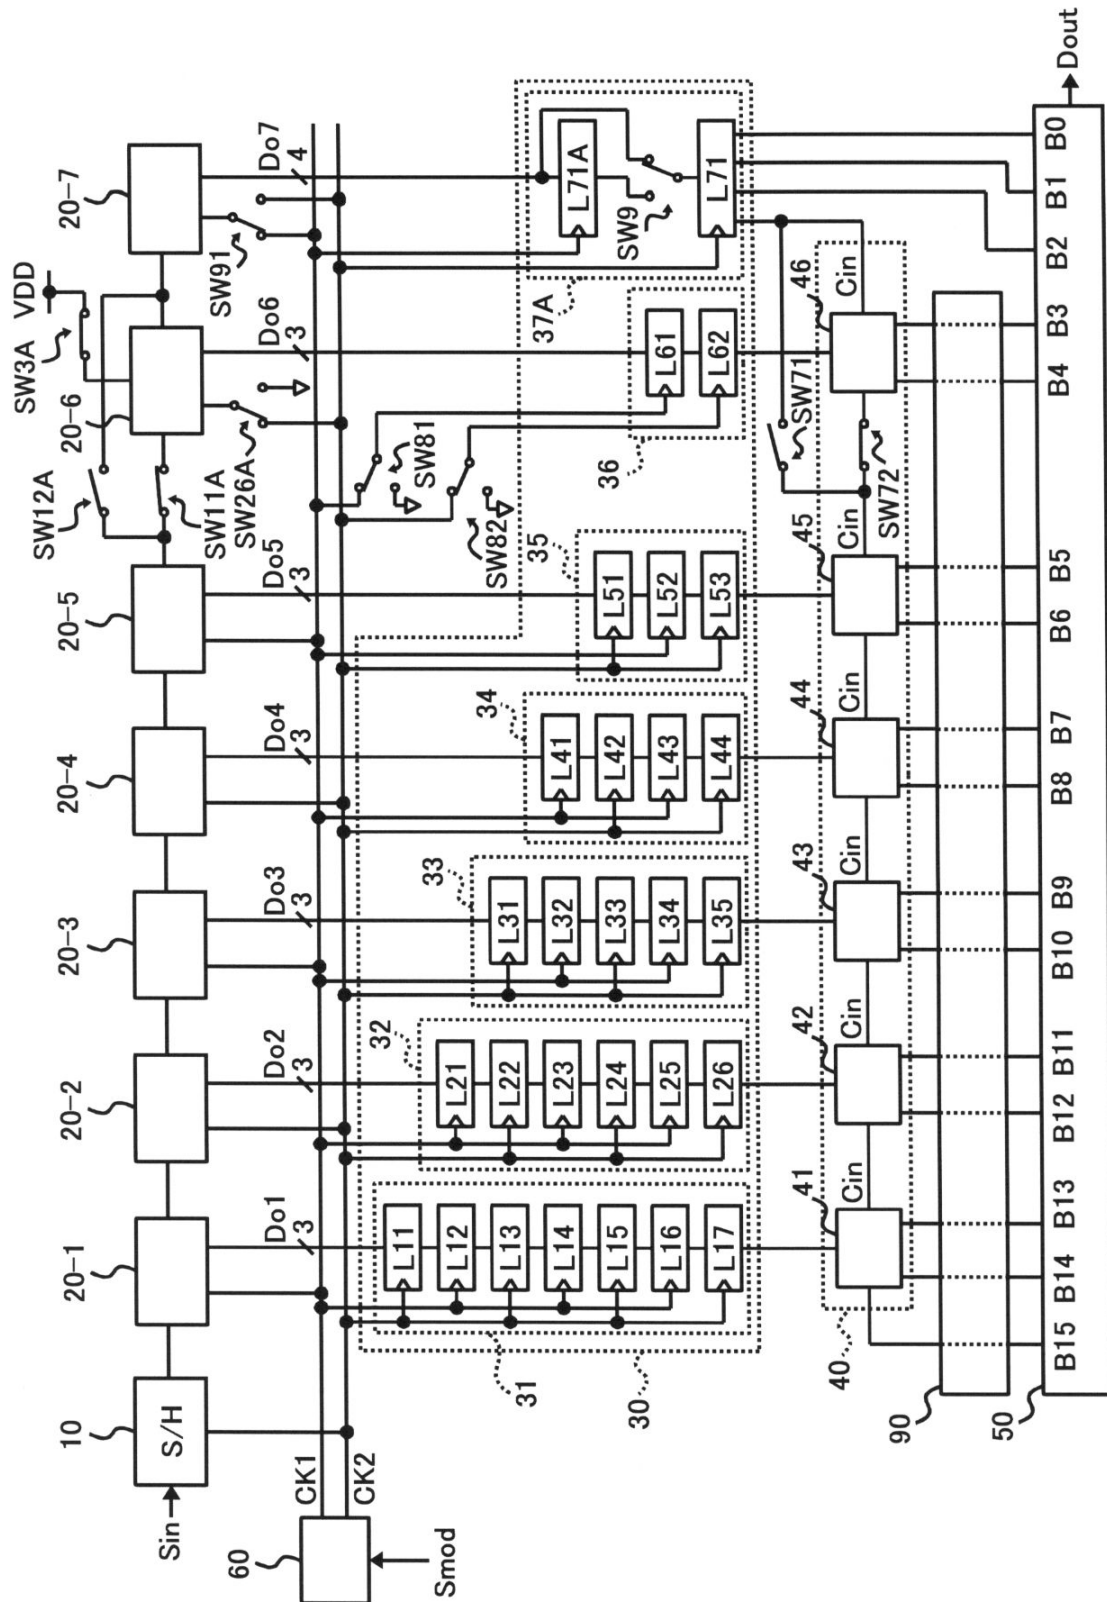 Sin
10
S/H
20-1
20-2
20-3
20-4
20-5
SW12A
SW11A
SW3A
VDD
20-6
20-7
SW26A
SW91
Do1
3
Do2
3
Do3
3
Do4
3
Do5
3
Do6
3
Do7
4
60
CK1
CK2
Smod
SW81
SW82
30
31
L11
L12
L13
L14
L15
L16
L17
32
L21
L22
L23
L24
L25
L26
33
L31
L32
L33
L34
L35
34
L41
L42
L43
L44
35
L51
L52
L53
36
L61
L62
37A
L71A
SW9
L71
SW71
SW72
40
41
Cin
42
Cin
43
Cin
44
Cin
45
Cin
46
Cin
90
50
B15
B14
B13
B12
B11
B10
B9
B8
B7
B6
B5
B4
B3
B2
B1
B0
Dout